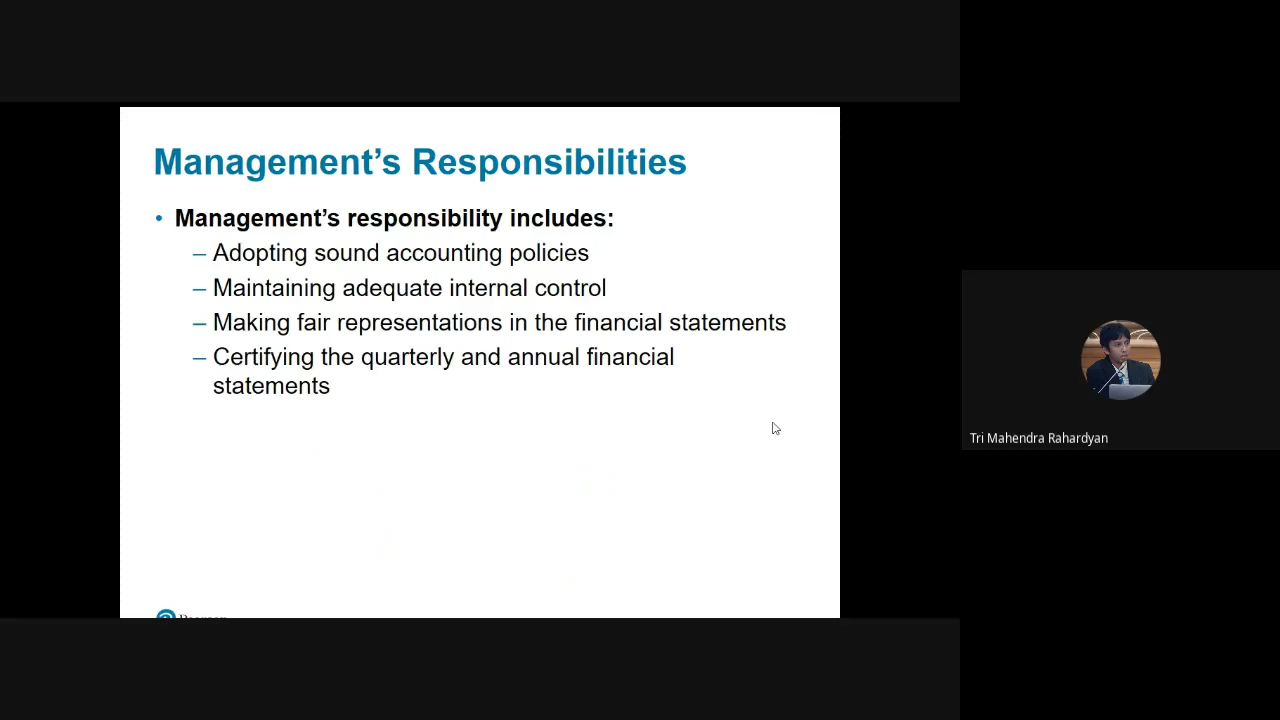 Management's Responsibilities
• Management's responsibility includes:
– Adopting sound accounting policies
– Maintaining adequate internal control
– Making fair representations in the financial statements
– Certifying the quarterly and annual financial
statements
Tri Mahendra Rahardyan